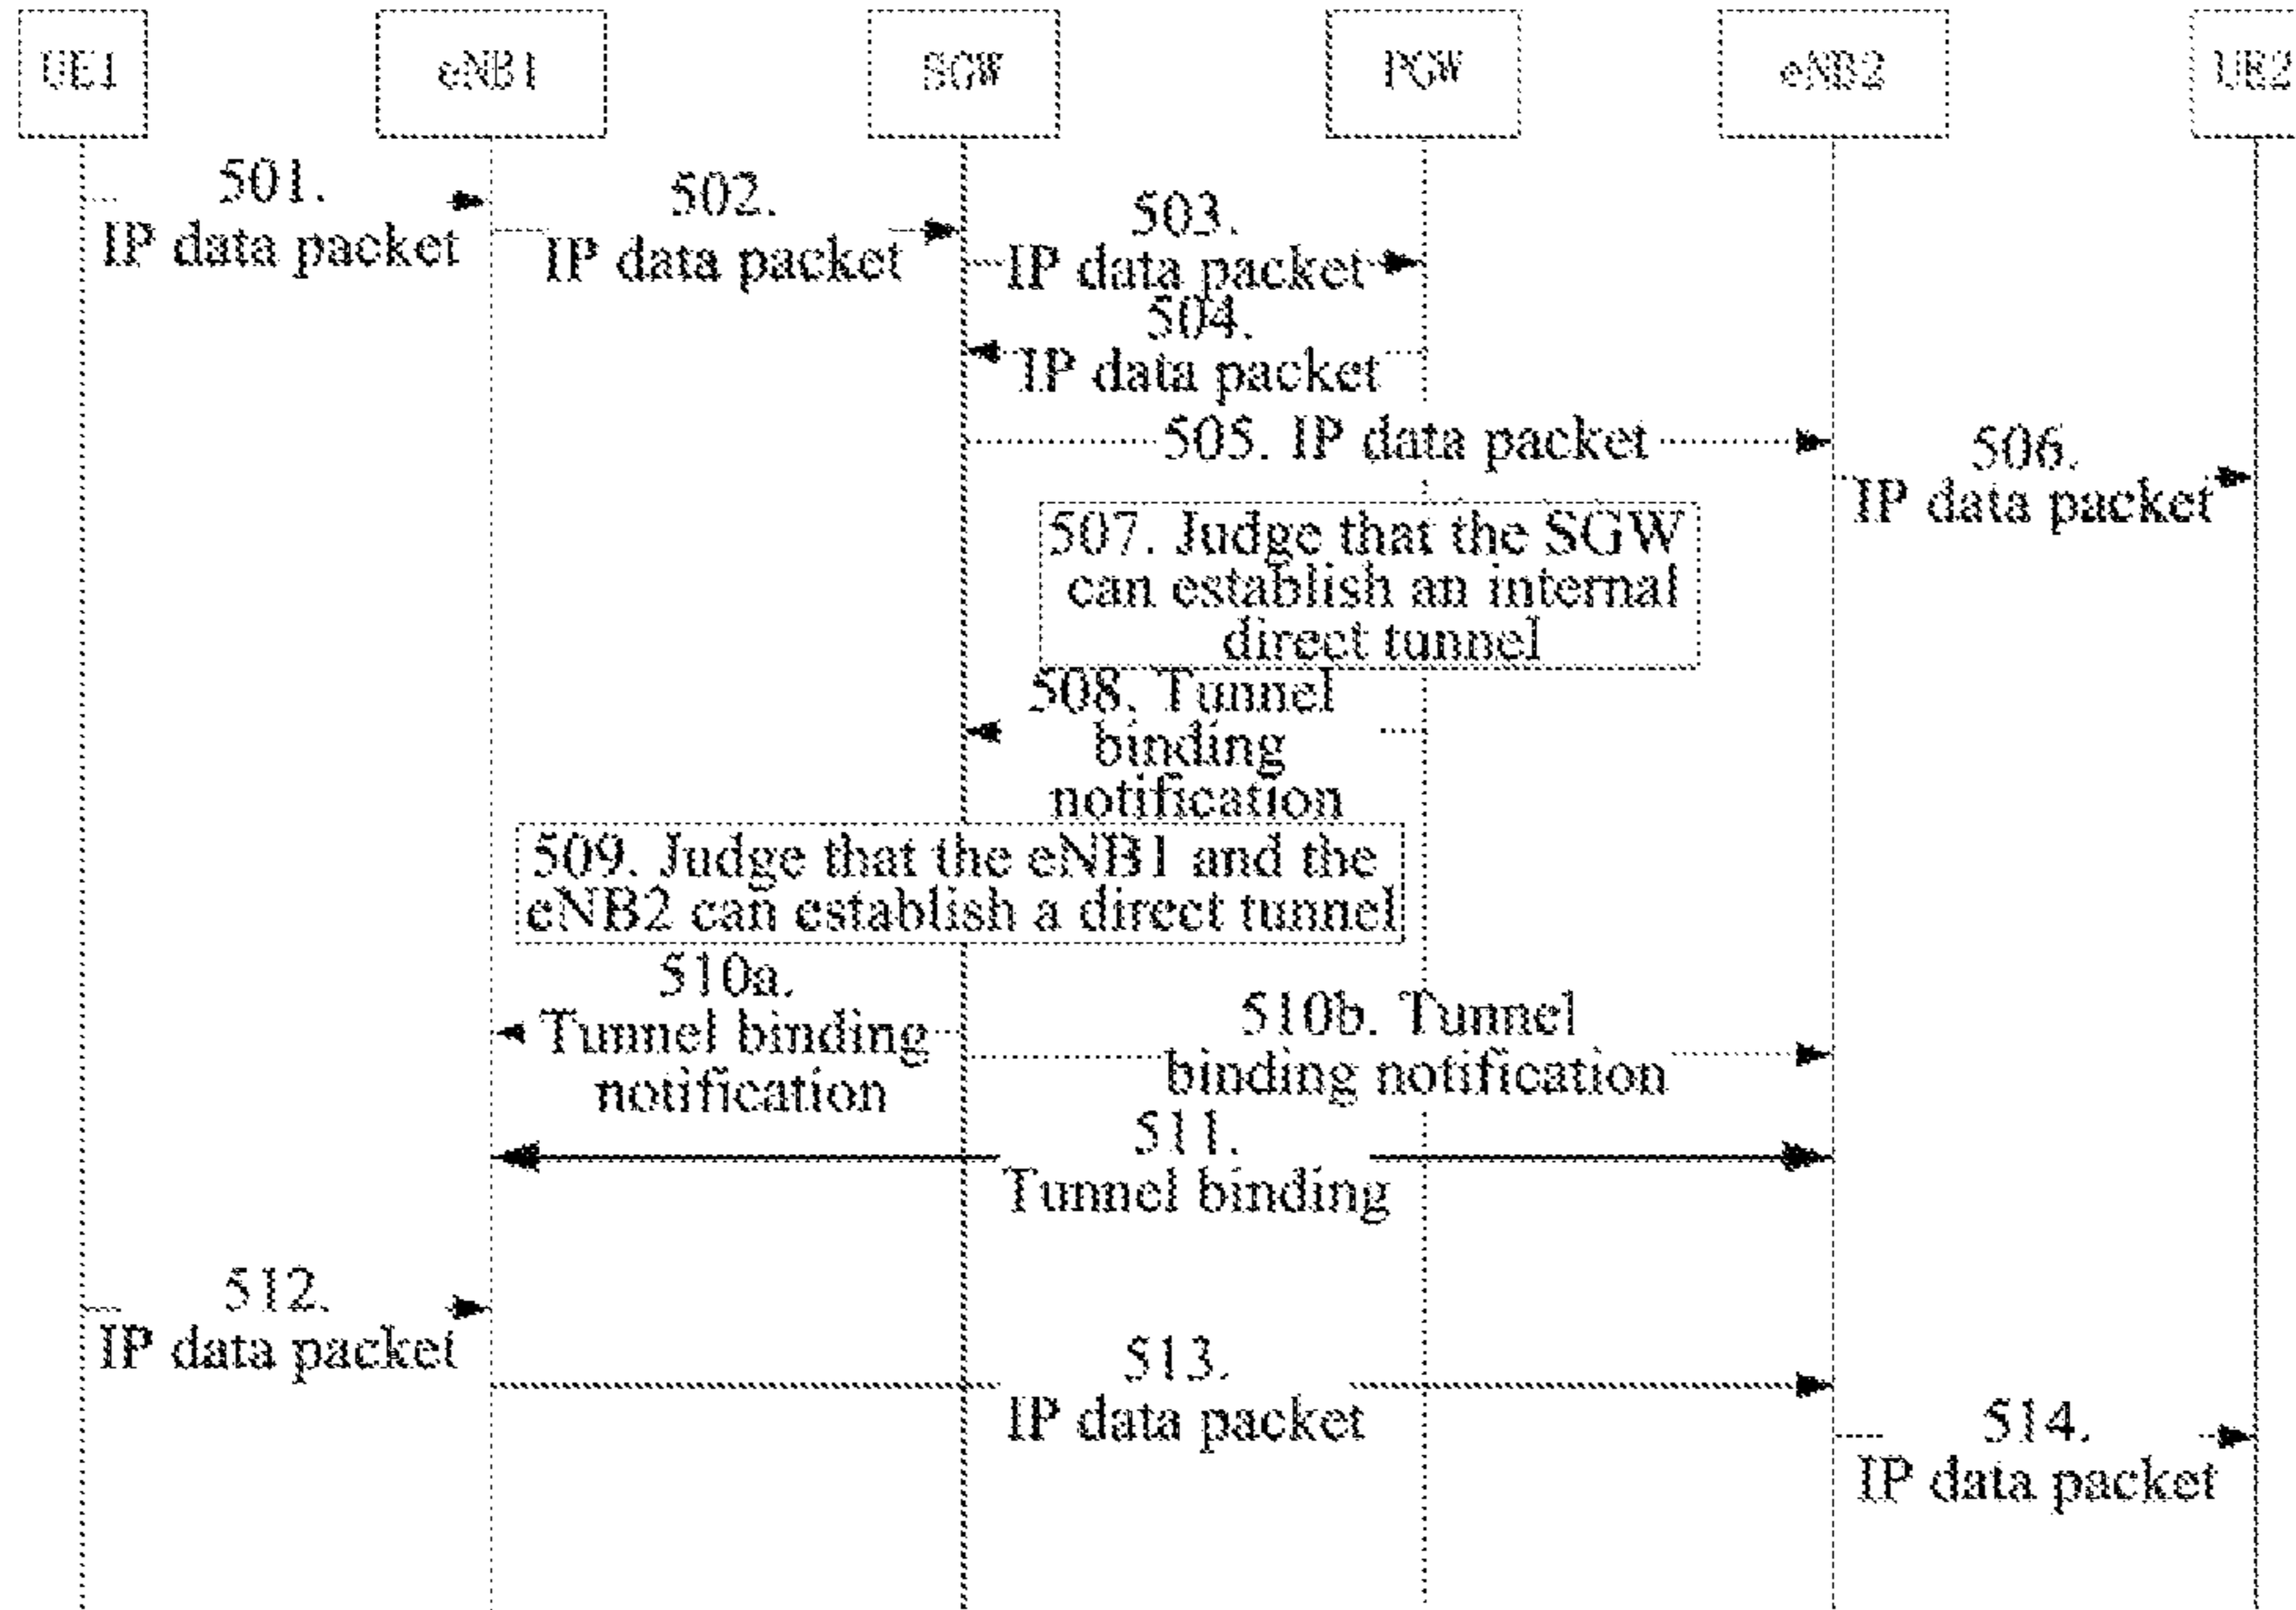 UE1
eNB1
SGW
PGW
eNB2
UE2
501.
IP data packet
502.
IP data packet
503.
IP data packet
504.
IP data packet
505. IP data packet
506.
IP data packet
507. Judge that the SGW
can establish an internal
direct tunnel
508. Tunnel
binding
notification
509. Judge that the eNB1 and the
eNB2 can establish a direct tunnel
510a.
Tunnel binding
notification
510b. Tunnel
binding notification
511.
Tunnel binding
512.
IP data packet
513.
IP data packet
514.
IP data packet